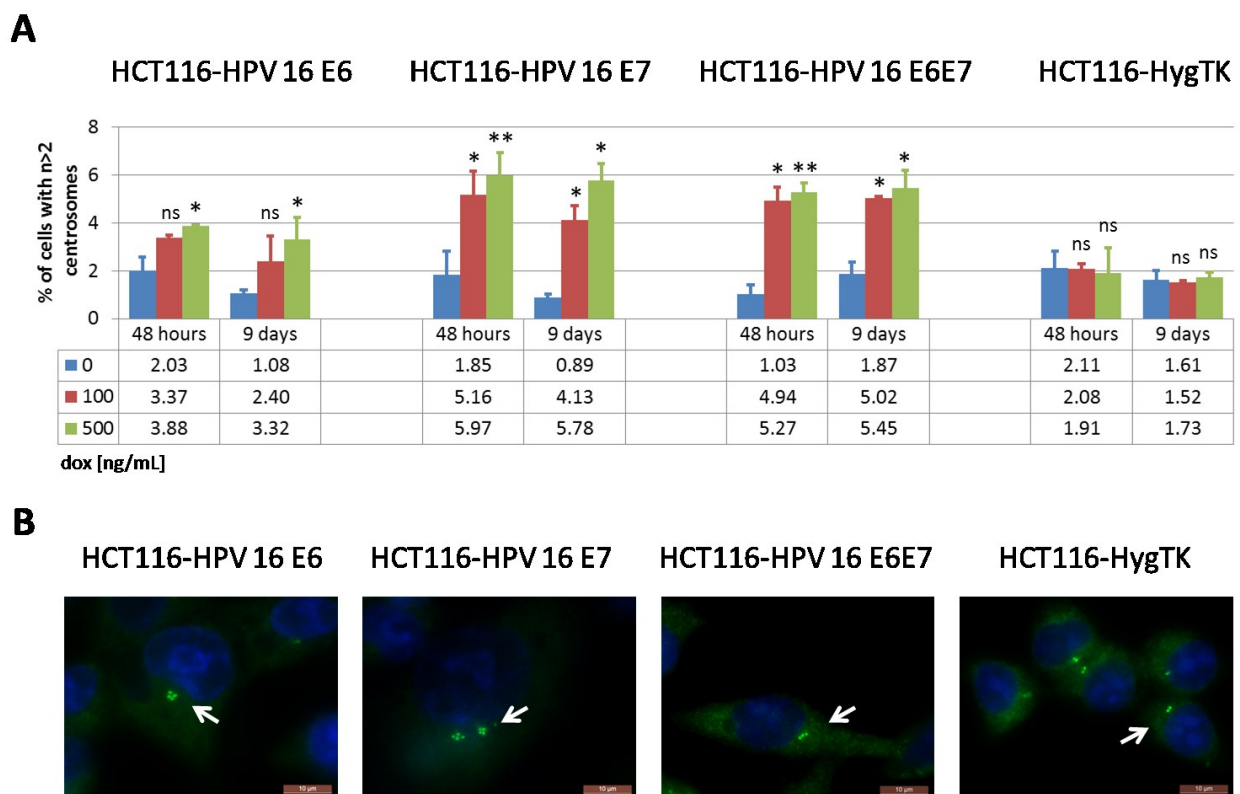 A
HCT116-HPV 16 E6 HCT116-HPV 16 E7 HCT116-HPV 16 E6E7 HCT116-HygTK
% of cells with n>2
centrosomes
8
6
4
2
0
ns * ns *
* ** * *
* ** * *
ns ns ns ns
48 hours 9 days 48 hours 9 days 48 hours 9 days 48 hours 9 days
0 2.03 1.08 1.85 0.89 1.03 1.87 2.11 1.61
100 3.37 2.40 5.16 4.13 4.94 5.02 2.08 1.52
500 3.88 3.32 5.97 5.78 5.27 5.45 1.91 1.73
dox [ng/mL]
B
HCT116-HPV 16 E6 HCT116-HPV 16 E7 HCT116-HPV 16 E6E7 HCT116-HygTK
10 µm 10 µm 10 µm 10 µm